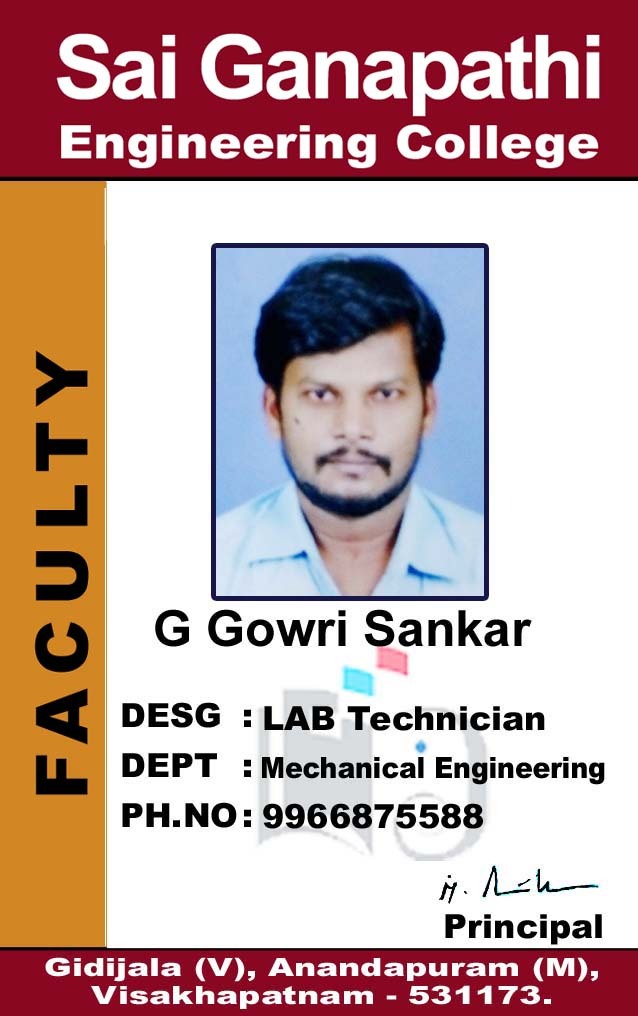 Sai Ganapathi
Engineering College
FACULTY
G Gowri Sankar
DESG : LAB Technician
DEPT : Mechanical Engineering
PH.NO : 9966875588
Principal
Gidijala (V), Anandapuram (M),
Visakhapatnam - 531173.